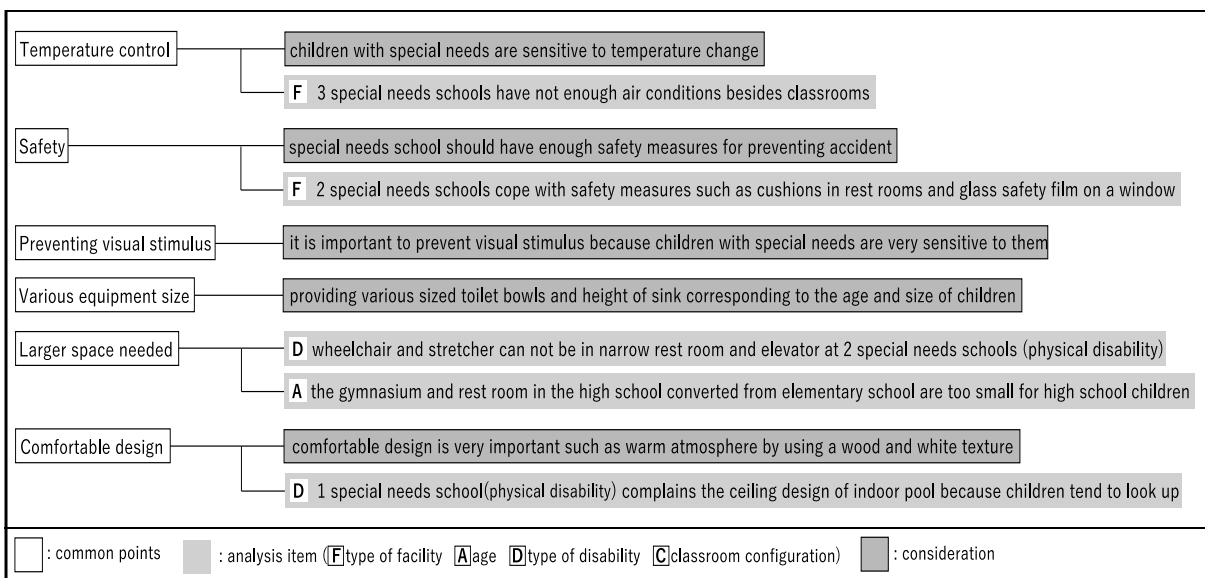 Temperature control
children with special needs are sensitive to temperature change
F 3 special needs schools have not enough air conditions besides classrooms
Safety
special needs school should have enough safety measures for preventing accident
F 2 special needs schools cope with safety measures such as cushions in rest rooms and glass safety film on a window
Preventing visual stimulus
it is important to prevent visual stimulus because children with special needs are very sensitive to them
Various equipment size
providing various sized toilet bowls and height of sink corresponding to the age and size of children
Larger space needed
D wheelchair and stretcher can not be in narrow rest room and elevator at 2 special needs schools (physical disability)
A the gymnasium and rest room in the high school converted from elementary school are too small for high school children
Comfortable design
comfortable design is very important such as warm atmosphere by using a wood and white texture
D 1 special needs school(physical disability) complains the ceiling design of indoor pool because children tend to look up
: common points : analysis item (F type of facility A age D type of disability C classroom configuration) : consideration